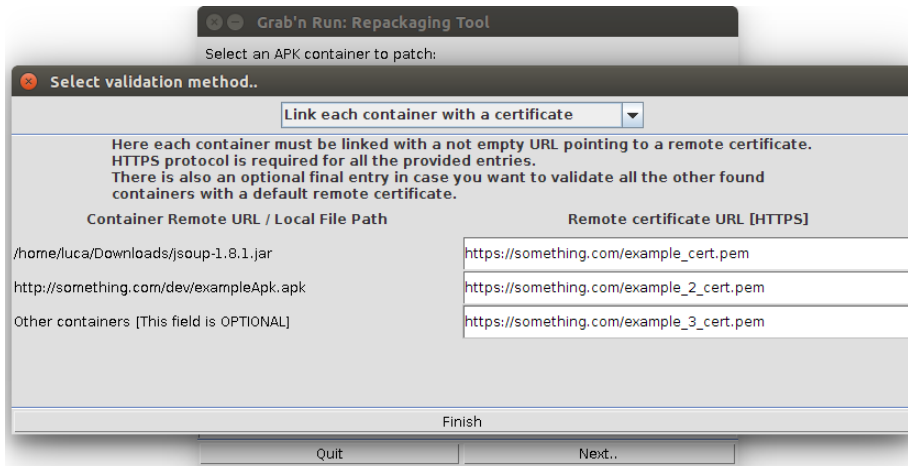 Grab'n Run: Repackaging Tool
Select an APK container to patch:
Select validation method..
Link each container with a certificate
Here each container must be linked with a not empty URL pointing to a remote certificate.
HTTPS protocol is required for all the provided entries.
There is also an optional final entry in case you want to validate all the other found
containers with a default remote certificate.
Container Remote URL / Local File Path Remote certificate URL [HTTPS]
/home/luca/Downloads/jsoup-1.8.1.jar https://something.com/example_cert.pem
http://something.com/dev/exampleApk.apk https://something.com/example_2_cert.pem
Other containers [This field is OPTIONAL] https://something.com/example_3_cert.pem
Finish
Quit Next..